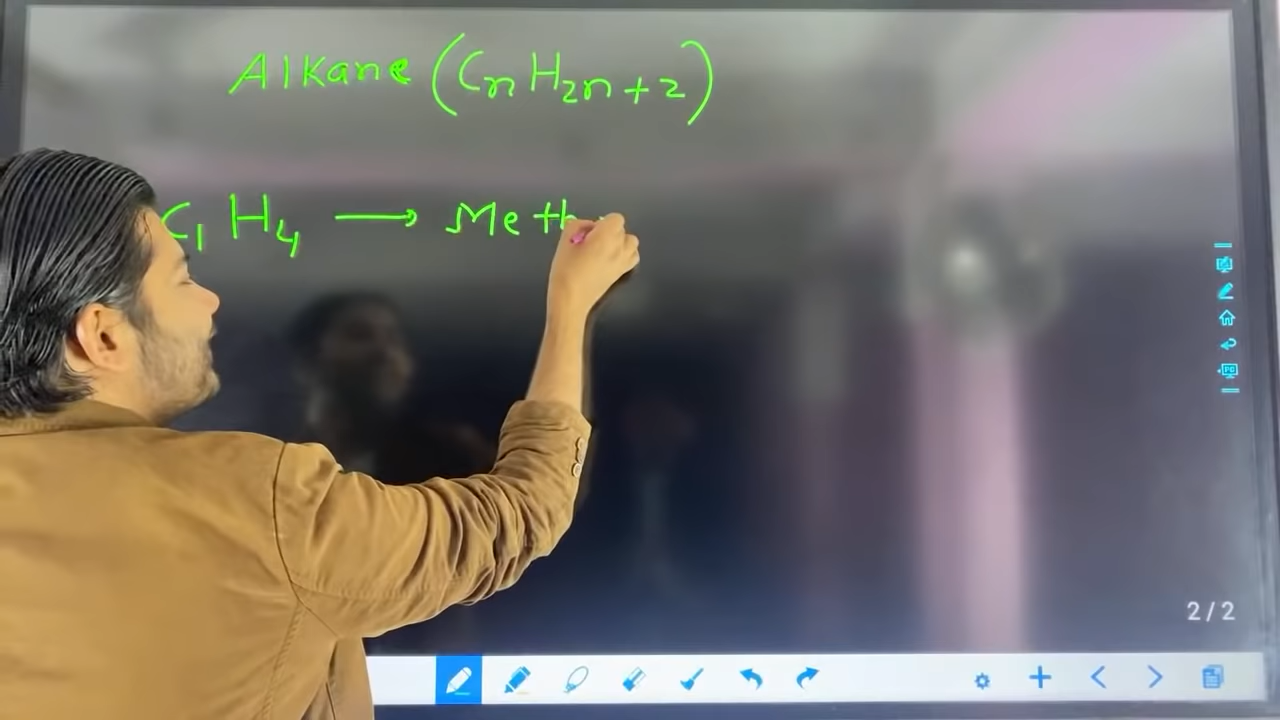 Alkane (CnH2n+2)
C1H4 → Meth
2/2